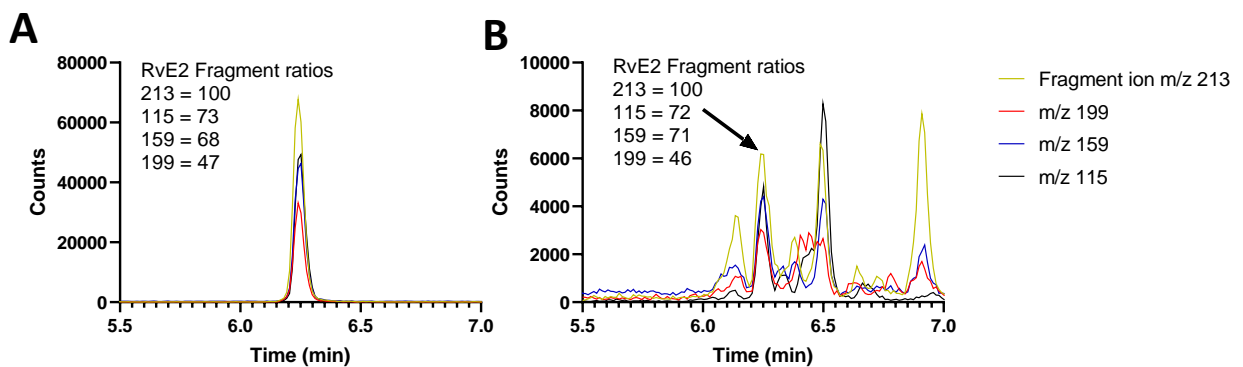 A
80000
60000
40000
20000
0
Counts
RvE2 Fragment ratios
213 = 100
115 = 73
159 = 68
199 = 47
5.5
6.0
6.5
7.0
Time (min)
B
10000
8000
6000
4000
2000
0
Counts
RvE2 Fragment ratios
213 = 100
115 = 72
159 = 71
199 = 46
5.5
6.0
6.5
7.0
Time (min)
Fragment ion m/z 213
m/z 199
m/z 159
m/z 115